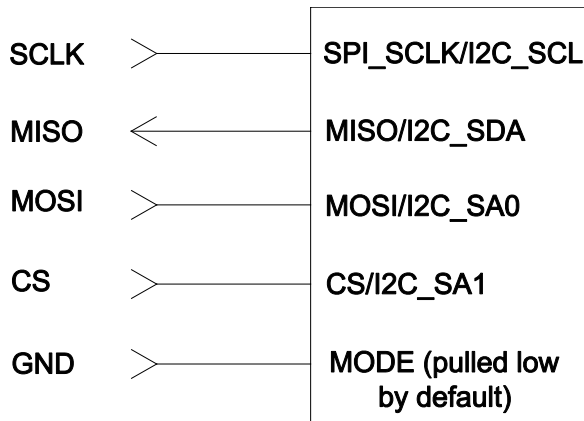 SCLK SPI_SCLK/I2C_SCL
MISO MISO/I2C_SDA
MOSI MOSI/I2C_SA0
CS CS/I2C_SA1
GND MODE (pulled low
by default)